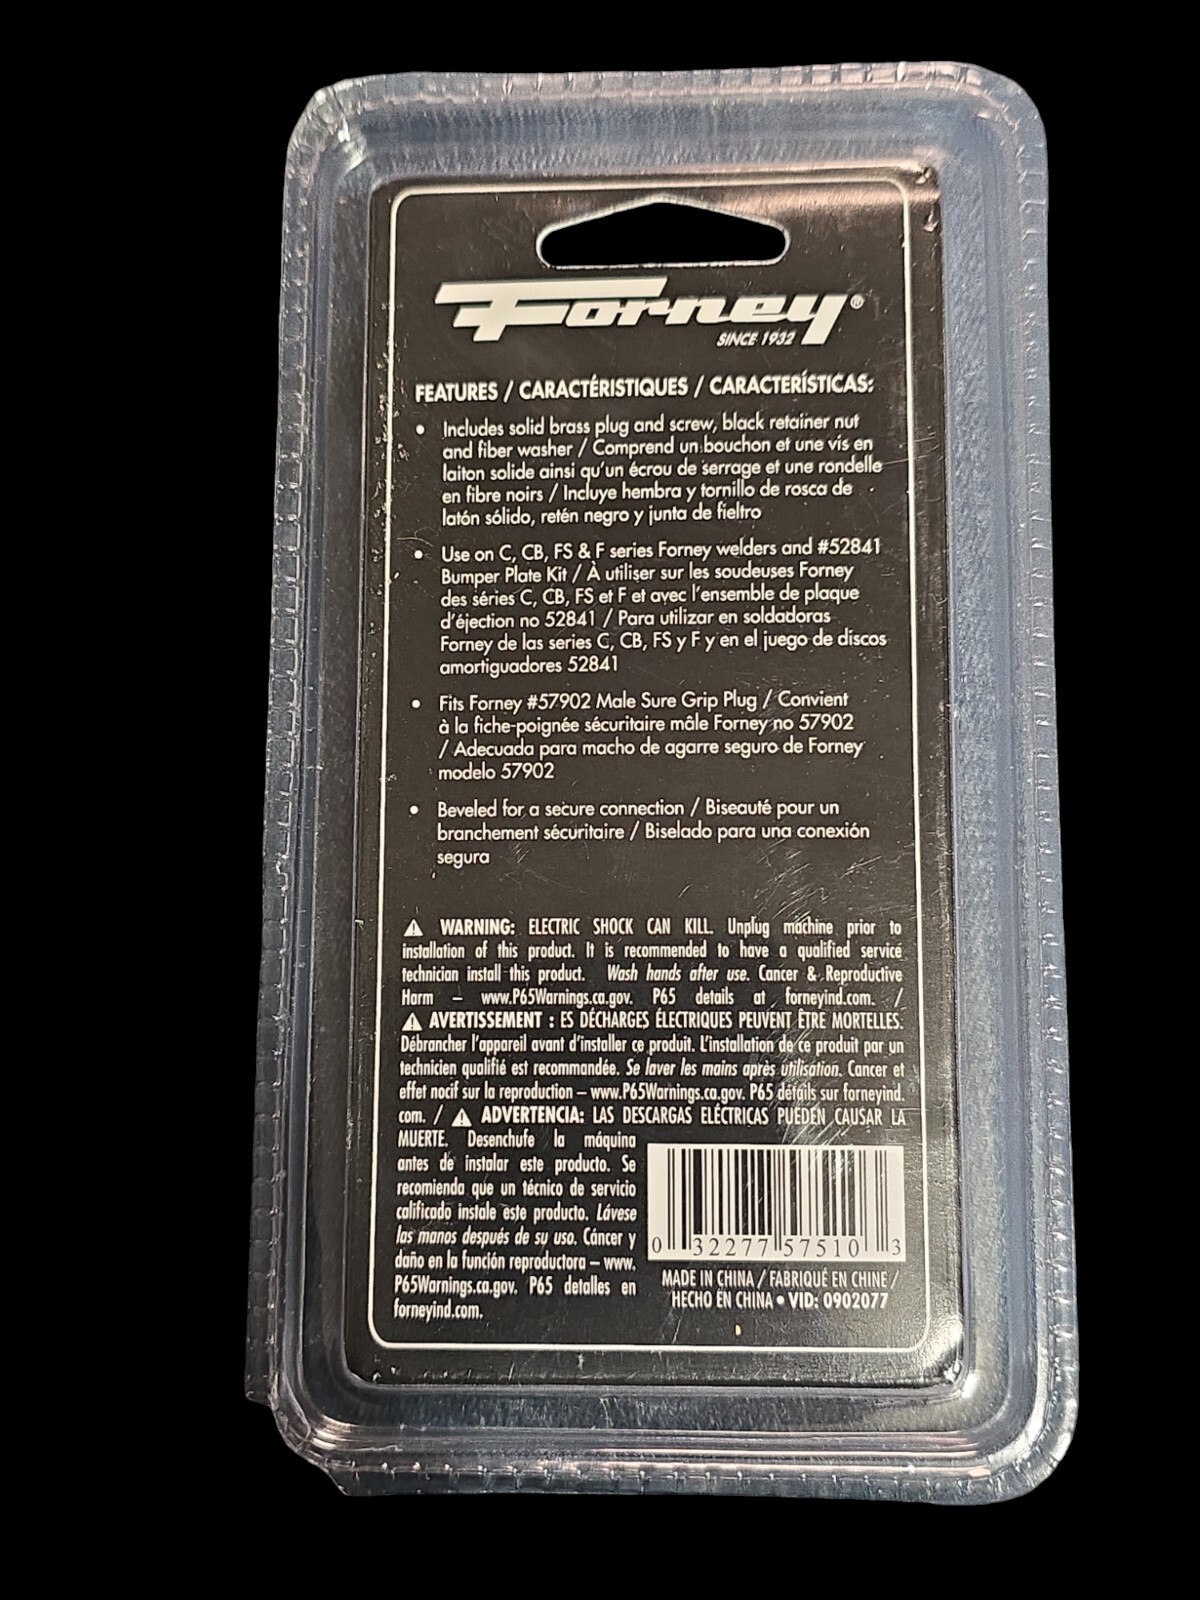 Forney®
SINCE 1932
FEATURES / CARACTÉRISTIQUES / CARACTERÍSTICAS:
• Includes solid brass plug and screw, black retainer nut
and fiber washer / Comprend un bouchon et une vis en
laiton solide ainsi qu'un écrou de serrage et une rondelle
en fibre noirs / Incluye hembra y tornillo de rosca de
latón sólido, retén negro y junta de fieltro
• Use on C, CB, FS & F series Forney welders and #52841
Bumper Plate Kit / À utiliser sur les soudeuses Forney
des séries C, CB, FS et F et avec l'ensemble de plaque
d'éjection no 52841 / Para utilizar en soldadoras
Forney de las series C, CB, FS y F y en el juego de discos
amortiguadores 52841
• Fits Forney #57902 Male Sure Grip Plug / Convient
à la fiche-poignée sécuritaire mâle Forney no 57902
/ Adecuada para macho de agarre seguro de Forney
modelo 57902
• Beveled for a secure connection / Biseauté pour un
branchement sécuritaire / Biselado para una conexión
segura
⚠ WARNING: ELECTRIC SHOCK CAN KILL. Unplug machine prior to
installation of this product. It is recommended to have a qualified service
technician install this product. Wash hands after use. Cancer & Reproductive
Harm – www.P65Warnings.ca.gov. P65 details at forneyind.com. /
⚠ AVERTISSEMENT : ES DÉCHARGES ÉLECTRIQUES PEUVENT ÊTRE MORTELLES.
Débrancher l'appareil avant d'installer ce produit. L'installation de ce produit par un
technicien qualifié est recommandée. Se laver les mains après utilisation. Cancer et
effet nocif sur la reproduction – www.P65Warnings.ca.gov. P65 détails sur forneyind.
com. / ⚠ ADVERTENCIA: LAS DESCARGAS ELÉCTRICAS PUEDEN CAUSAR LA
MUERTE. Desenchufe la máquina
antes de instalar este producto. Se
recomienda que un técnico de servicio
calificado instale este producto. Lávese
las manos después de su uso. Cáncer y
daño en la función reproductora – www.
P65Warnings.ca.gov. P65 detalles en
forneyind.com.
0 32277 57510 3
MADE IN CHINA / FABRIQUÉ EN CHINE /
HECHO EN CHINA • VID: 0902077